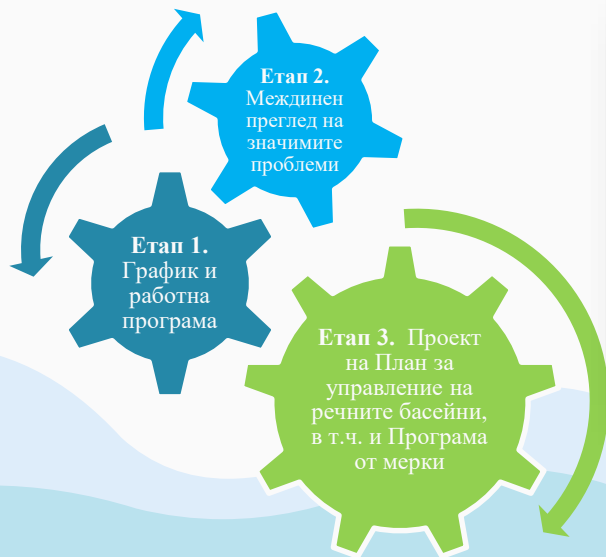 Етап 2.
Междинен
преглед на
значимите
проблеми
Етап 1.
График и
работна
програма
Етап 3. Проект
на План за
управление на
речните басейни,
в т.ч. и Програма
от мерки